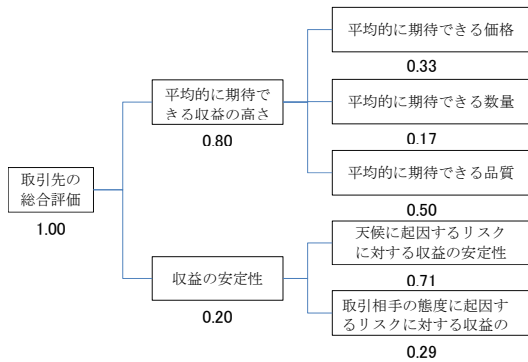 平均的に期待できる価格
0.33
平均的に期待で
きる収益の高さ
0.80
平均的に期待できる数量
0.17
取引先の
総合評価
1.00
平均的に期待できる品質
0.50
収益の安定性
0.20
天候に起因するリスク
に対する収益の安定性
0.71
取引相手の態度に起因す
るリスクに対する収益の
0.29